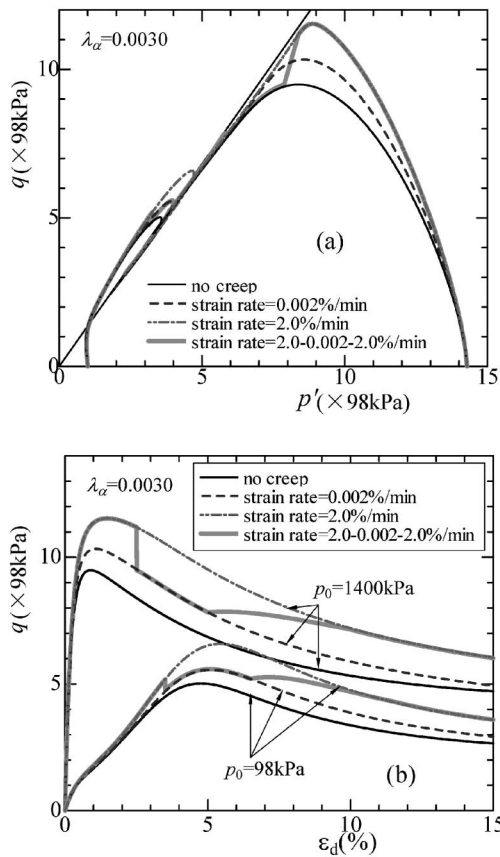 λα=0.0030
10
5
0
q(×98kPa)
(a)
no creep
strain rate=0.002%/min
strain rate=2.0%/min
strain rate=2.0-0.002-2.0%/min
0
5
10
15
p′(×98kPa)
λα=0.0030
no creep
strain rate=0.002%/min
strain rate=2.0%/min
strain rate=2.0-0.002-2.0%/min
10
5
0
q(×98kPa)
p0=1400kPa
p0=98kPa
(b)
0
5
10
15
εd(%)